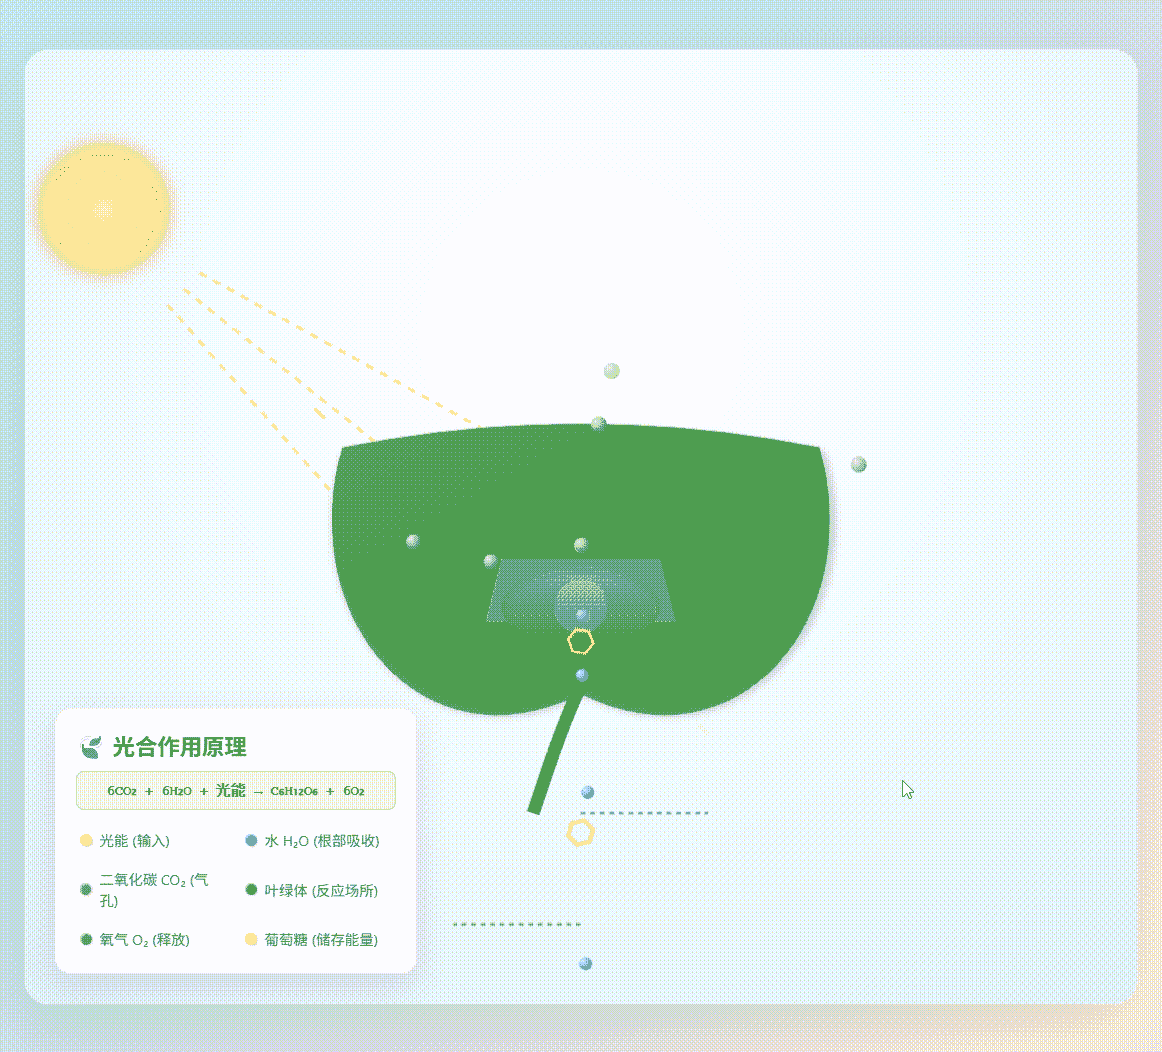 光合作用原理
6CO₂ + 6H₂O + 光能 → C₆H₁₂O₆ + 6O₂
光能 (输入)
水 H₂O (根部吸收)
二氧化碳 CO₂ (气
孔)
叶绿体 (反应场所)
氧气 O₂ (释放)
葡萄糖 (储存能量)